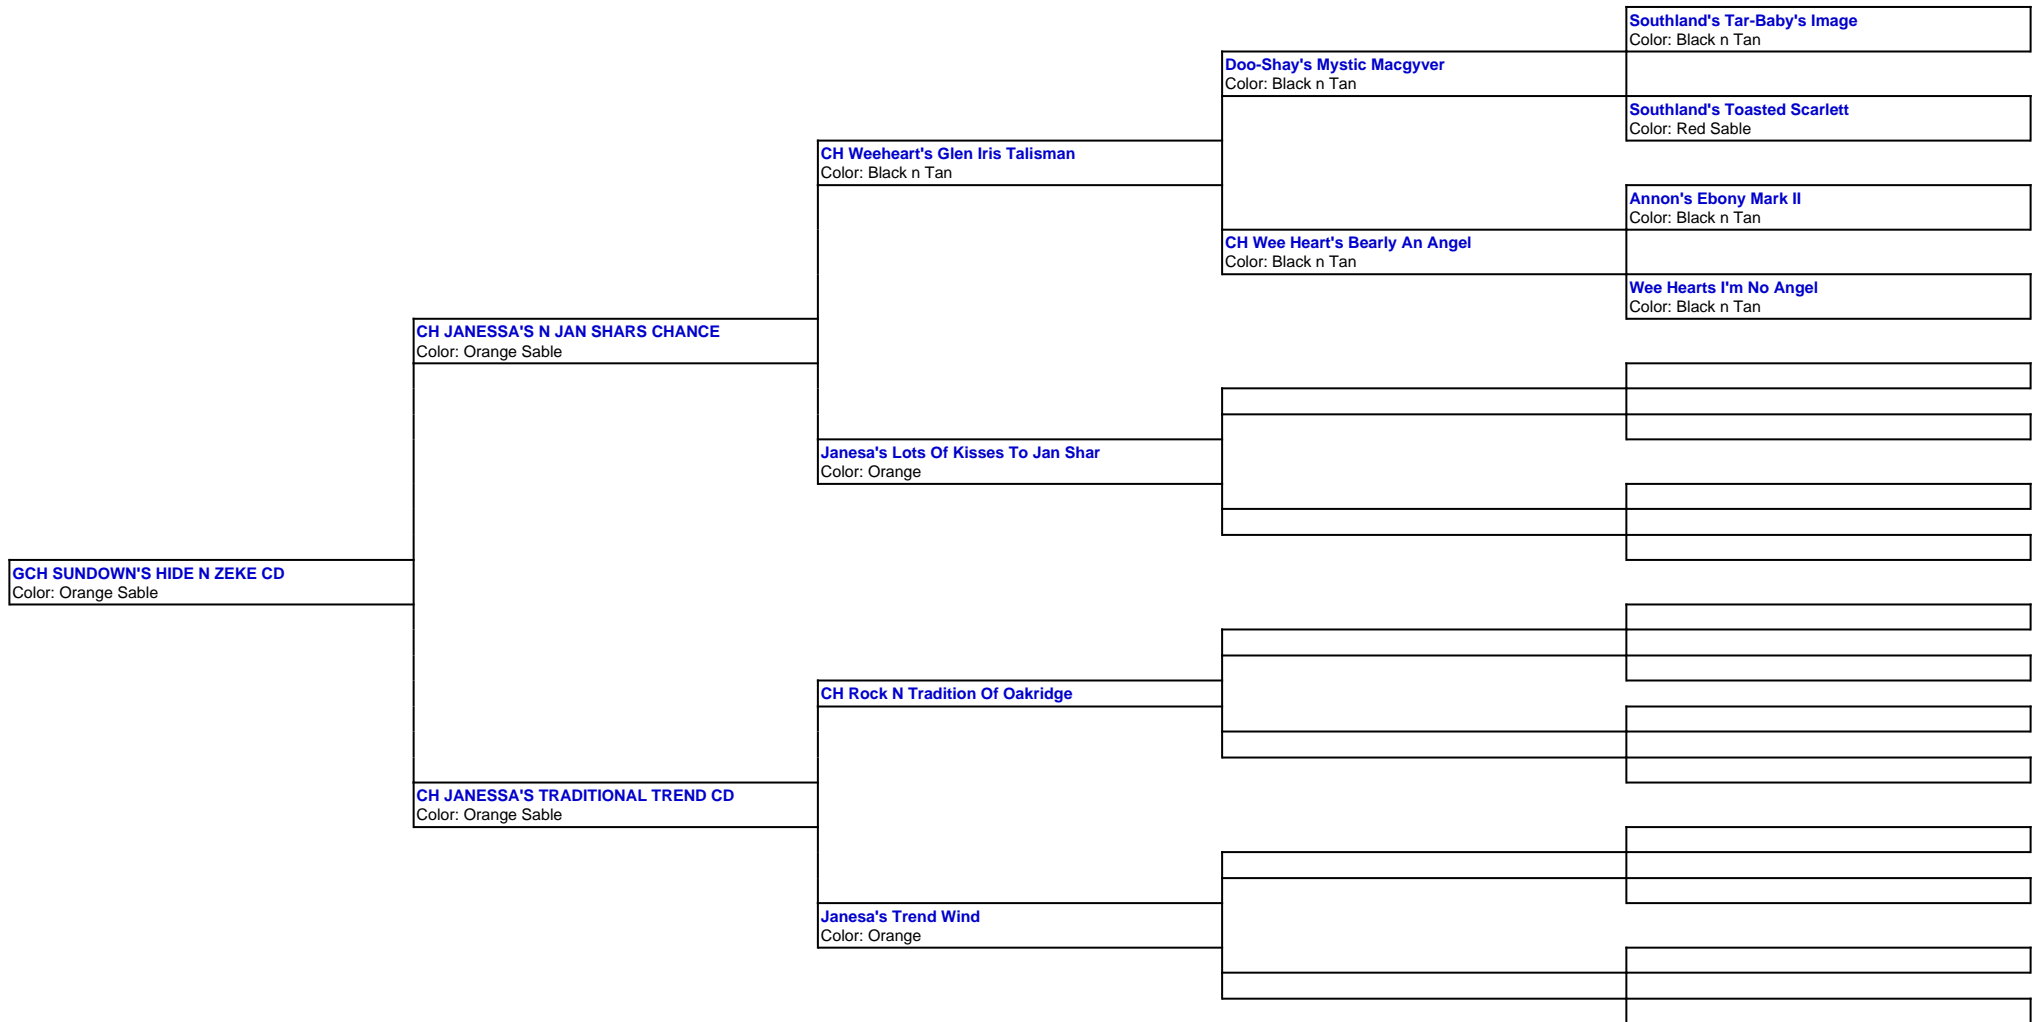 Southland's Tar-Baby's Image
Color: Black n Tan
Doo-Shay's Mystic Macgyver
Color: Black n Tan
Southland's Toasted Scarlett
Color: Red Sable
CH Weeheart's Glen Iris Talisman
Color: Black n Tan
Annon's Ebony Mark II
Color: Black n Tan
CH Wee Heart's Bearly An Angel
Color: Black n Tan
Wee Hearts I'm No Angel
Color: Black n Tan
CH JANESSA'S N JAN SHARS CHANCE
Color: Orange Sable
Janesa's Lots Of Kisses To Jan Shar
Color: Orange
GCH SUNDOWN'S HIDE N ZEKE CD
Color: Orange Sable
CH Rock N Tradition Of Oakridge
CH JANESSA'S TRADITIONAL TREND CD
Color: Orange Sable
Janesa's Trend Wind
Color: Orange